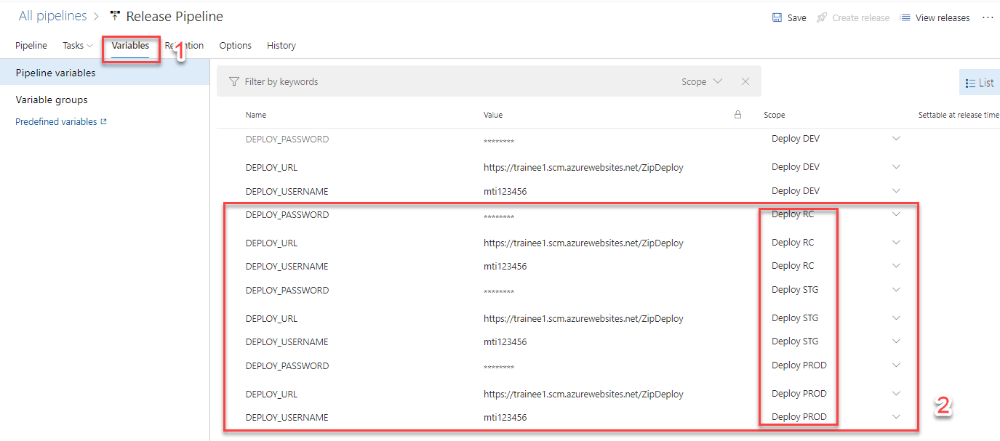 All pipelines > Release Pipeline
Save Create release View releases ...
Pipeline Tasks Variables Retention Options History
1
Pipeline variables
Variable groups
Predefined variables
Filter by keywords Scope
List
Name Value Scope Settable at release time
DEPLOY_PASSWORD ******** Deploy DEV
DEPLOY_URL https://trainee1.scm.azurewebsites.net/ZipDeploy Deploy DEV
DEPLOY_USERNAME mti123456 Deploy DEV
DEPLOY_PASSWORD ******** Deploy RC
DEPLOY_URL https://trainee1.scm.azurewebsites.net/ZipDeploy Deploy RC
DEPLOY_USERNAME mti123456 Deploy RC
DEPLOY_PASSWORD ******** Deploy STG
DEPLOY_URL https://trainee1.scm.azurewebsites.net/ZipDeploy Deploy STG
DEPLOY_USERNAME mti123456 Deploy STG
DEPLOY_PASSWORD ******** Deploy PROD
DEPLOY_URL https://trainee1.scm.azurewebsites.net/ZipDeploy Deploy PROD
DEPLOY_USERNAME mti123456 Deploy PROD
2